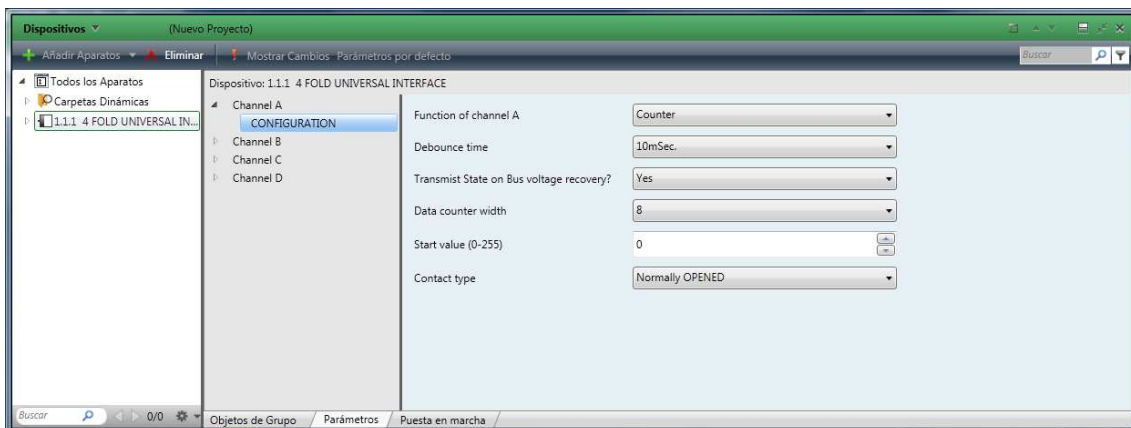 Dispositivos (Nuevo Proyecto)
Añadir Aparatos Eliminar Mostrar Cambios Parámetros por defecto Buscar
Todos los Aparatos
Carpetas Dinámicas
1.1.1 4 FOLD UNIVERSAL IN...
Dispositivo: 1.1.1 4 FOLD UNIVERSAL INTERFACE
Channel A
CONFIGURATION
Channel B
Channel C
Channel D
Function of channel A Counter
Debounce time 10mSec.
Transmist State on Bus voltage recovery? Yes
Data counter width 8
Start value (0-255) 0
Contact type Normally OPENED
Buscar 0/0
Objetos de Grupo Parámetros Puesta en marcha